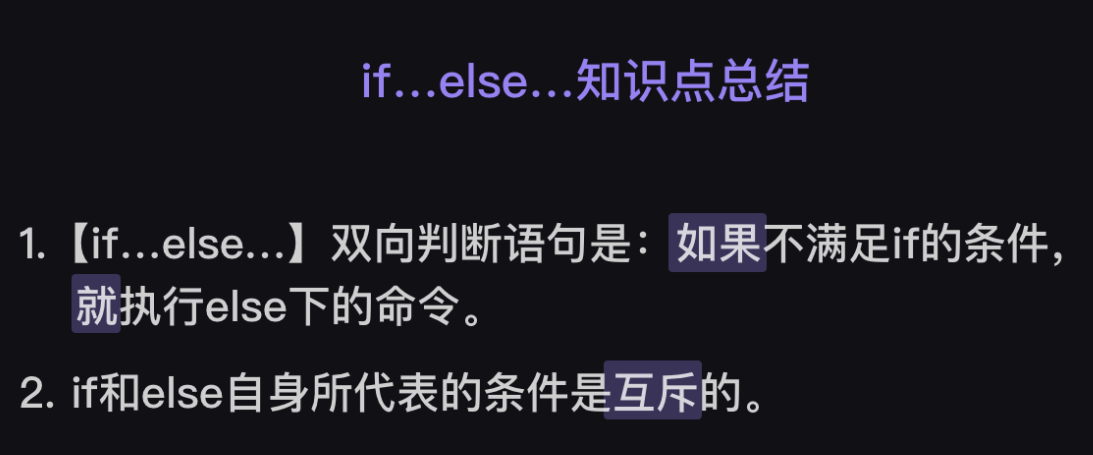 if...else...知识点总结
1.【if...else...】双向判断语句是：如果不满足if的条件，
就执行else下的命令。
2. if和else自身所代表的条件是互斥的。